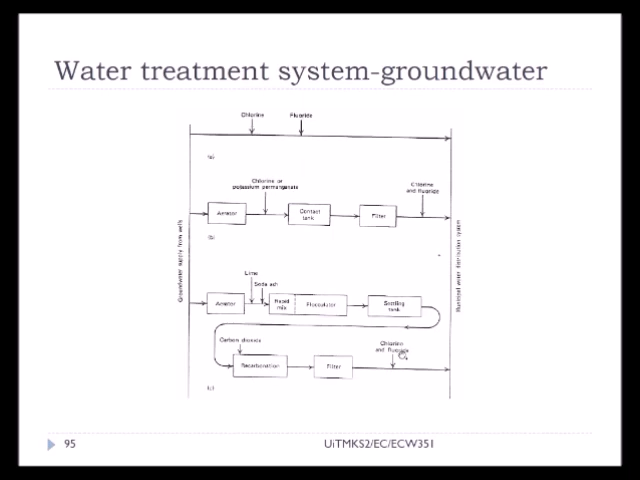 Water treatment system-groundwater
Chlorine
Fluoride
(a)
Chlorine or
potassium permanganate
Chlorine
and fluoride
Aerator
Contact
tank
Filter
(b)
Groundwater supply from wells
Municipal water distribution system
Lime
Soda ash
Aerator
Rapid
mix
Flocculator
Settling
tank
Carbon dioxide
Chlorine
and fluoride
Recarbonation
Filter
(c)
95
UiTMKS2/EC/ECW351